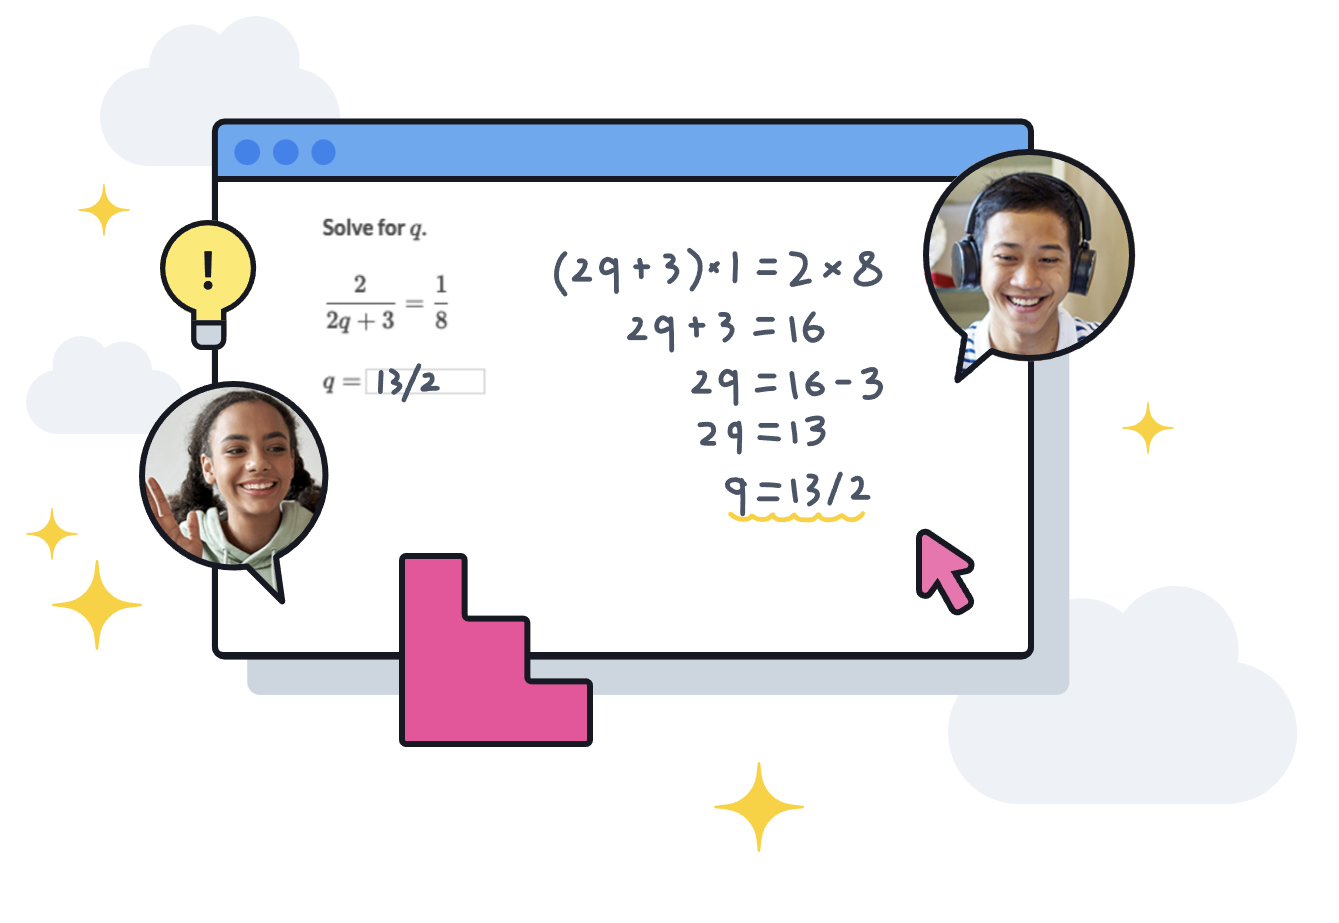 !
Solve for q.
2/(2q + 3) = 1/8
q = 13/2
(2q + 3) × 1 = 2 × 8
2q + 3 = 16
2q = 16 - 3
2q = 13
q = 13/2